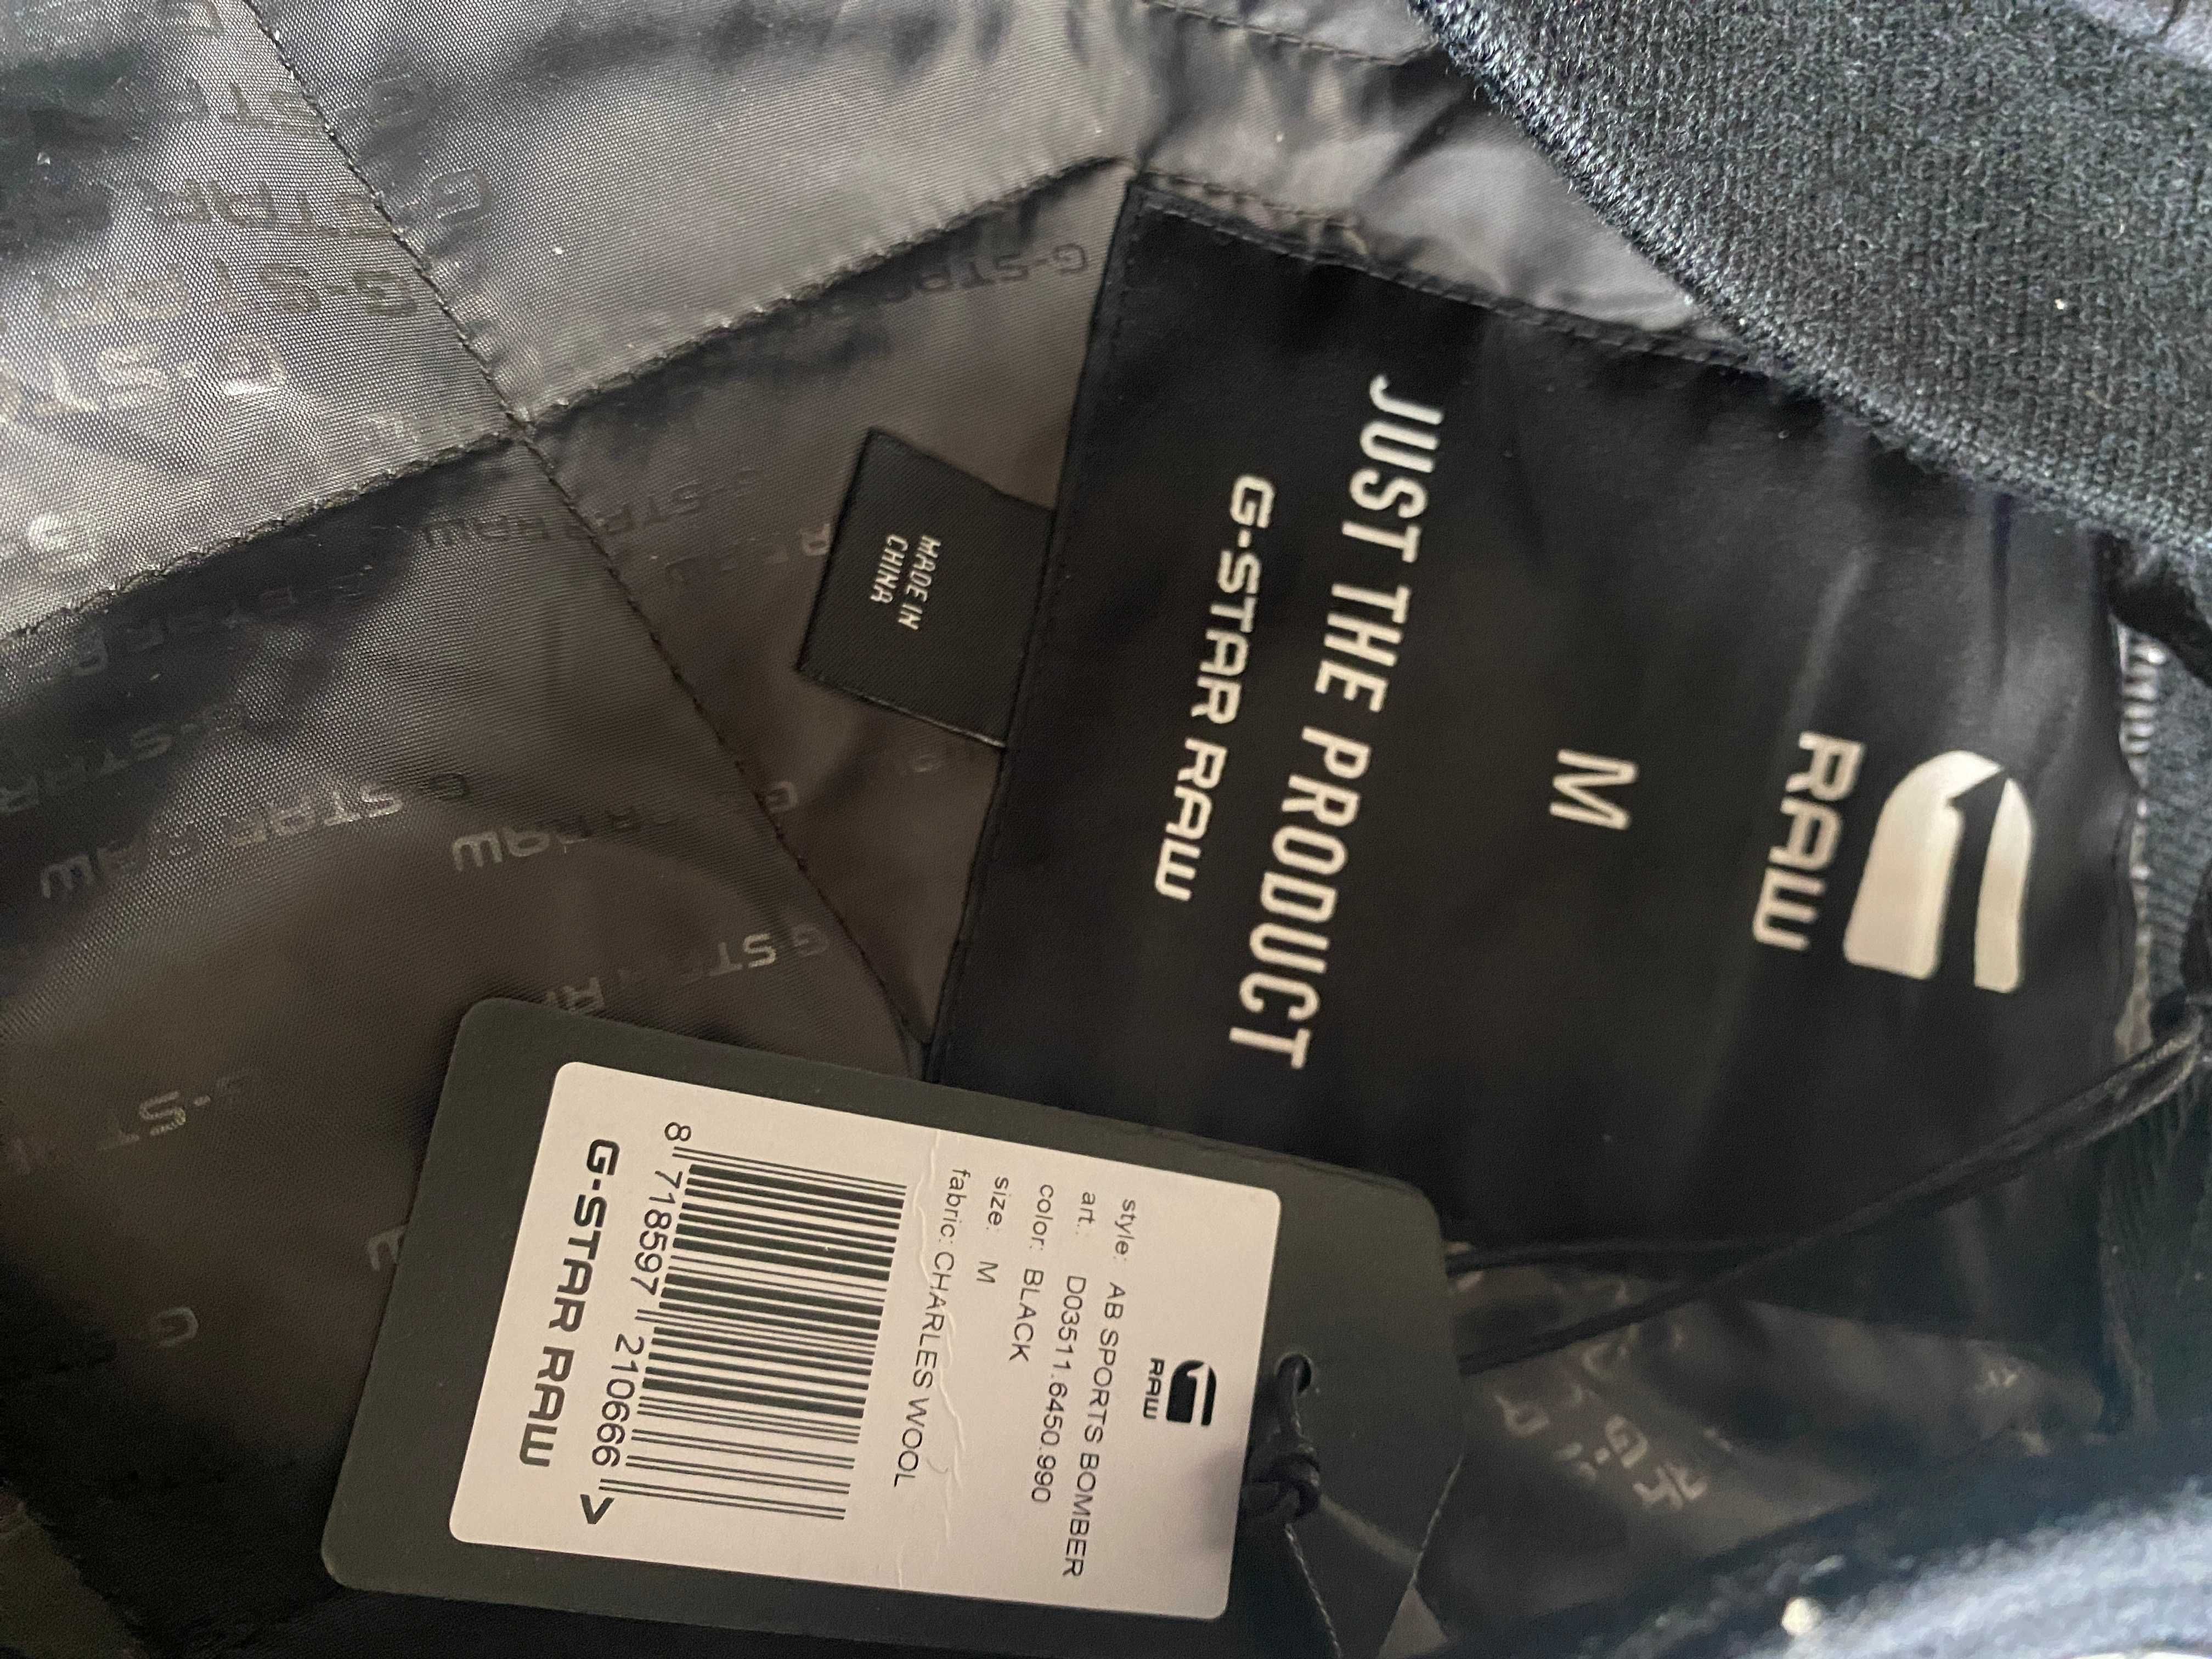 RAW
M
JUST THE PRODUCT
G-STAR RAW
MADE IN
CHINA
RAW
style: AB SPORTS BOMBER
art.: D03511.6450.990
color: BLACK
size: M
fabric: CHARLES WOOL
8 718597 210666 >
G-STAR RAW
G-STAR RAW